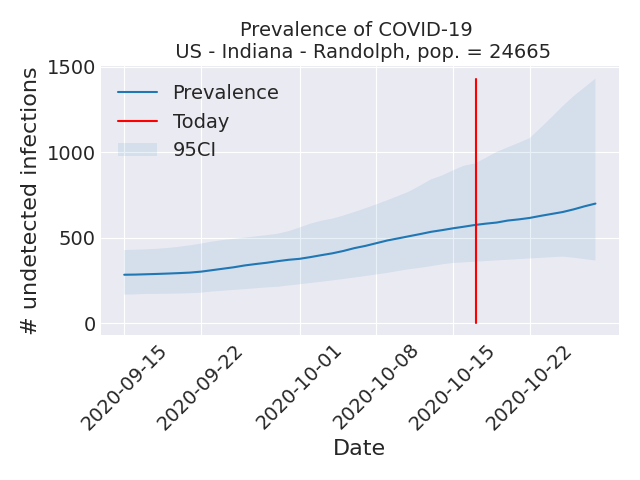 Prevalence of COVID-19
US - Indiana - Randolph, pop. = 24665
# undetected infections
1500
1000
500
0
Prevalence
Today
95CI
2020-09-15
2020-09-22
2020-10-01
2020-10-08
2020-10-15
2020-10-22
Date